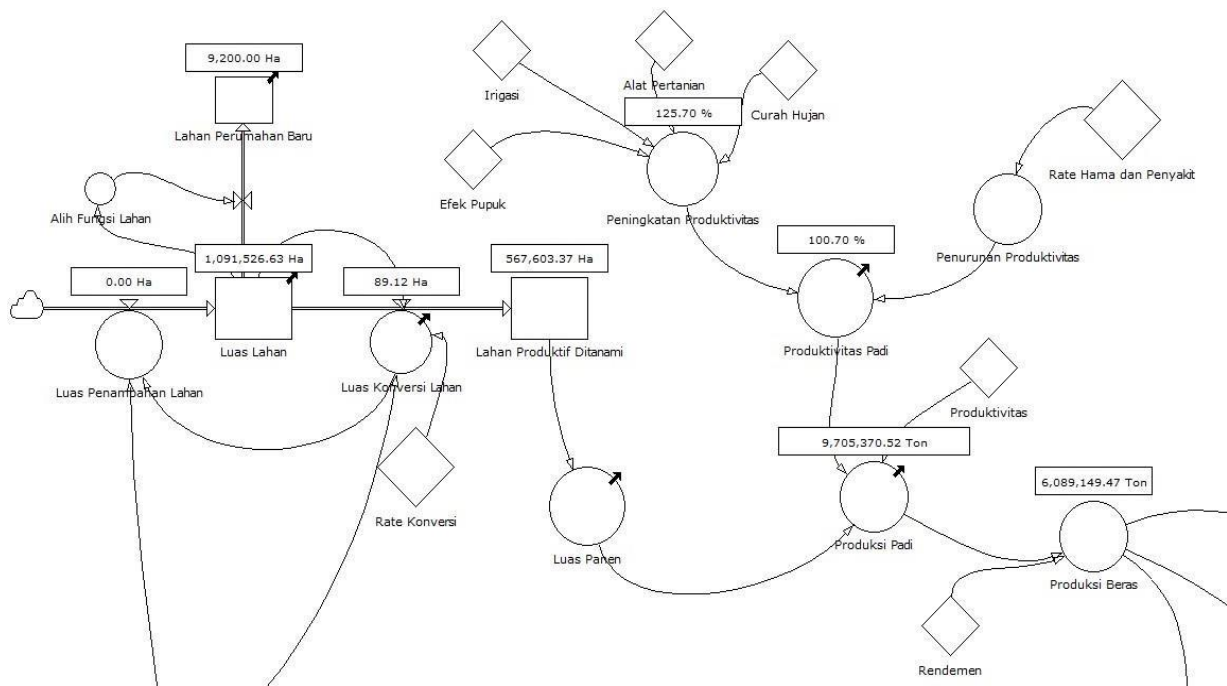 9,200.00 Ha
Lahan Perumahan Baru
Alih Fungsi Lahan
0.00 Ha
Luas Penambahan Lahan
1,091,526.63 Ha
Luas Lahan
89.12 Ha
Luas Konversi Lahan
Rate Konversi
567,603.37 Ha
Lahan Produktif Ditanami
Luas Panen
Irigasi
Alat Pertanian
Curah Hujan
Efek Pupuk
125.70 %
Peningkatan Produktivitas
Rate Hama dan Penyakit
Penurunan Produktivitas
100.70 %
Produktivitas Padi
Produktivitas
9,705,370.52 Ton
Produksi Padi
6,089,149.47 Ton
Produksi Beras
Rendemen